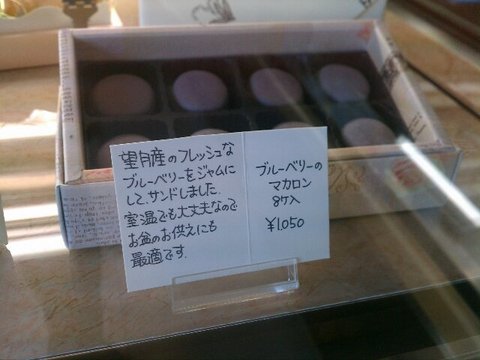 望月産のフレッシュな
ブルーベリーをジャムに
して、サンドしました。
室温でも大丈夫なので
お盆のお供えにも
最適です。
ブルーベリーの
マカロン
8ケ入
¥1,050